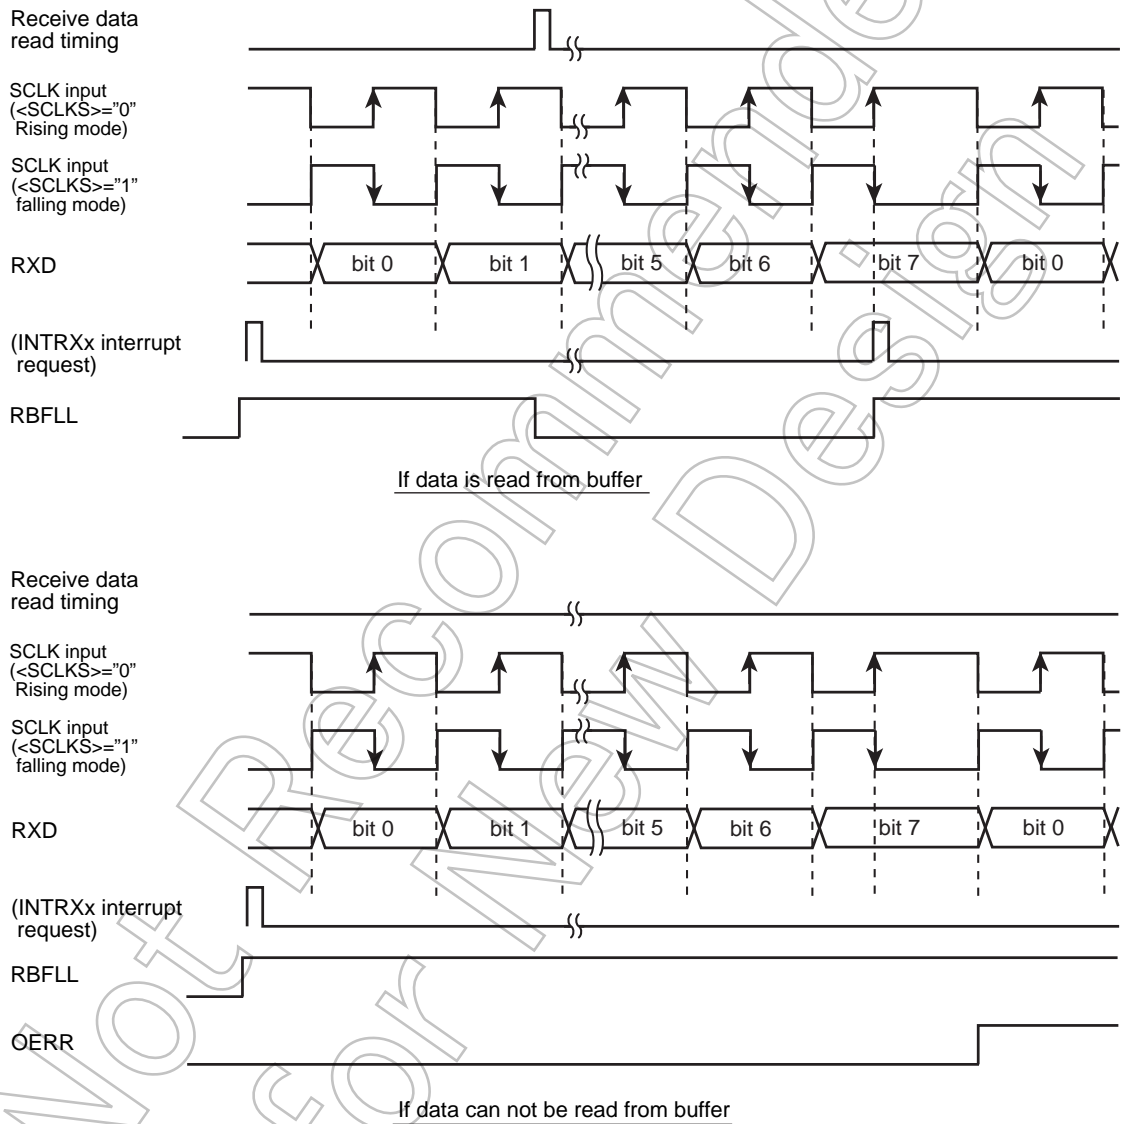 Receive data
read timing
SCLK input
(<SCLKS>="0"
Rising mode)
SCLK input
(<SCLKS>="1"
falling mode)
RXD
bit 0 bit 1 bit 5 bit 6 bit 7 bit 0
(INTRXx interrupt
request)
RBFLL
If data is read from buffer
Receive data
read timing
SCLK input
(<SCLKS>="0"
Rising mode)
SCLK input
(<SCLKS>="1"
falling mode)
RXD
bit 0 bit 1 bit 5 bit 6 bit 7 bit 0
(INTRXx interrupt
request)
RBFLL
OERR
If data can not be read from buffer
Not Recommende
for New Design